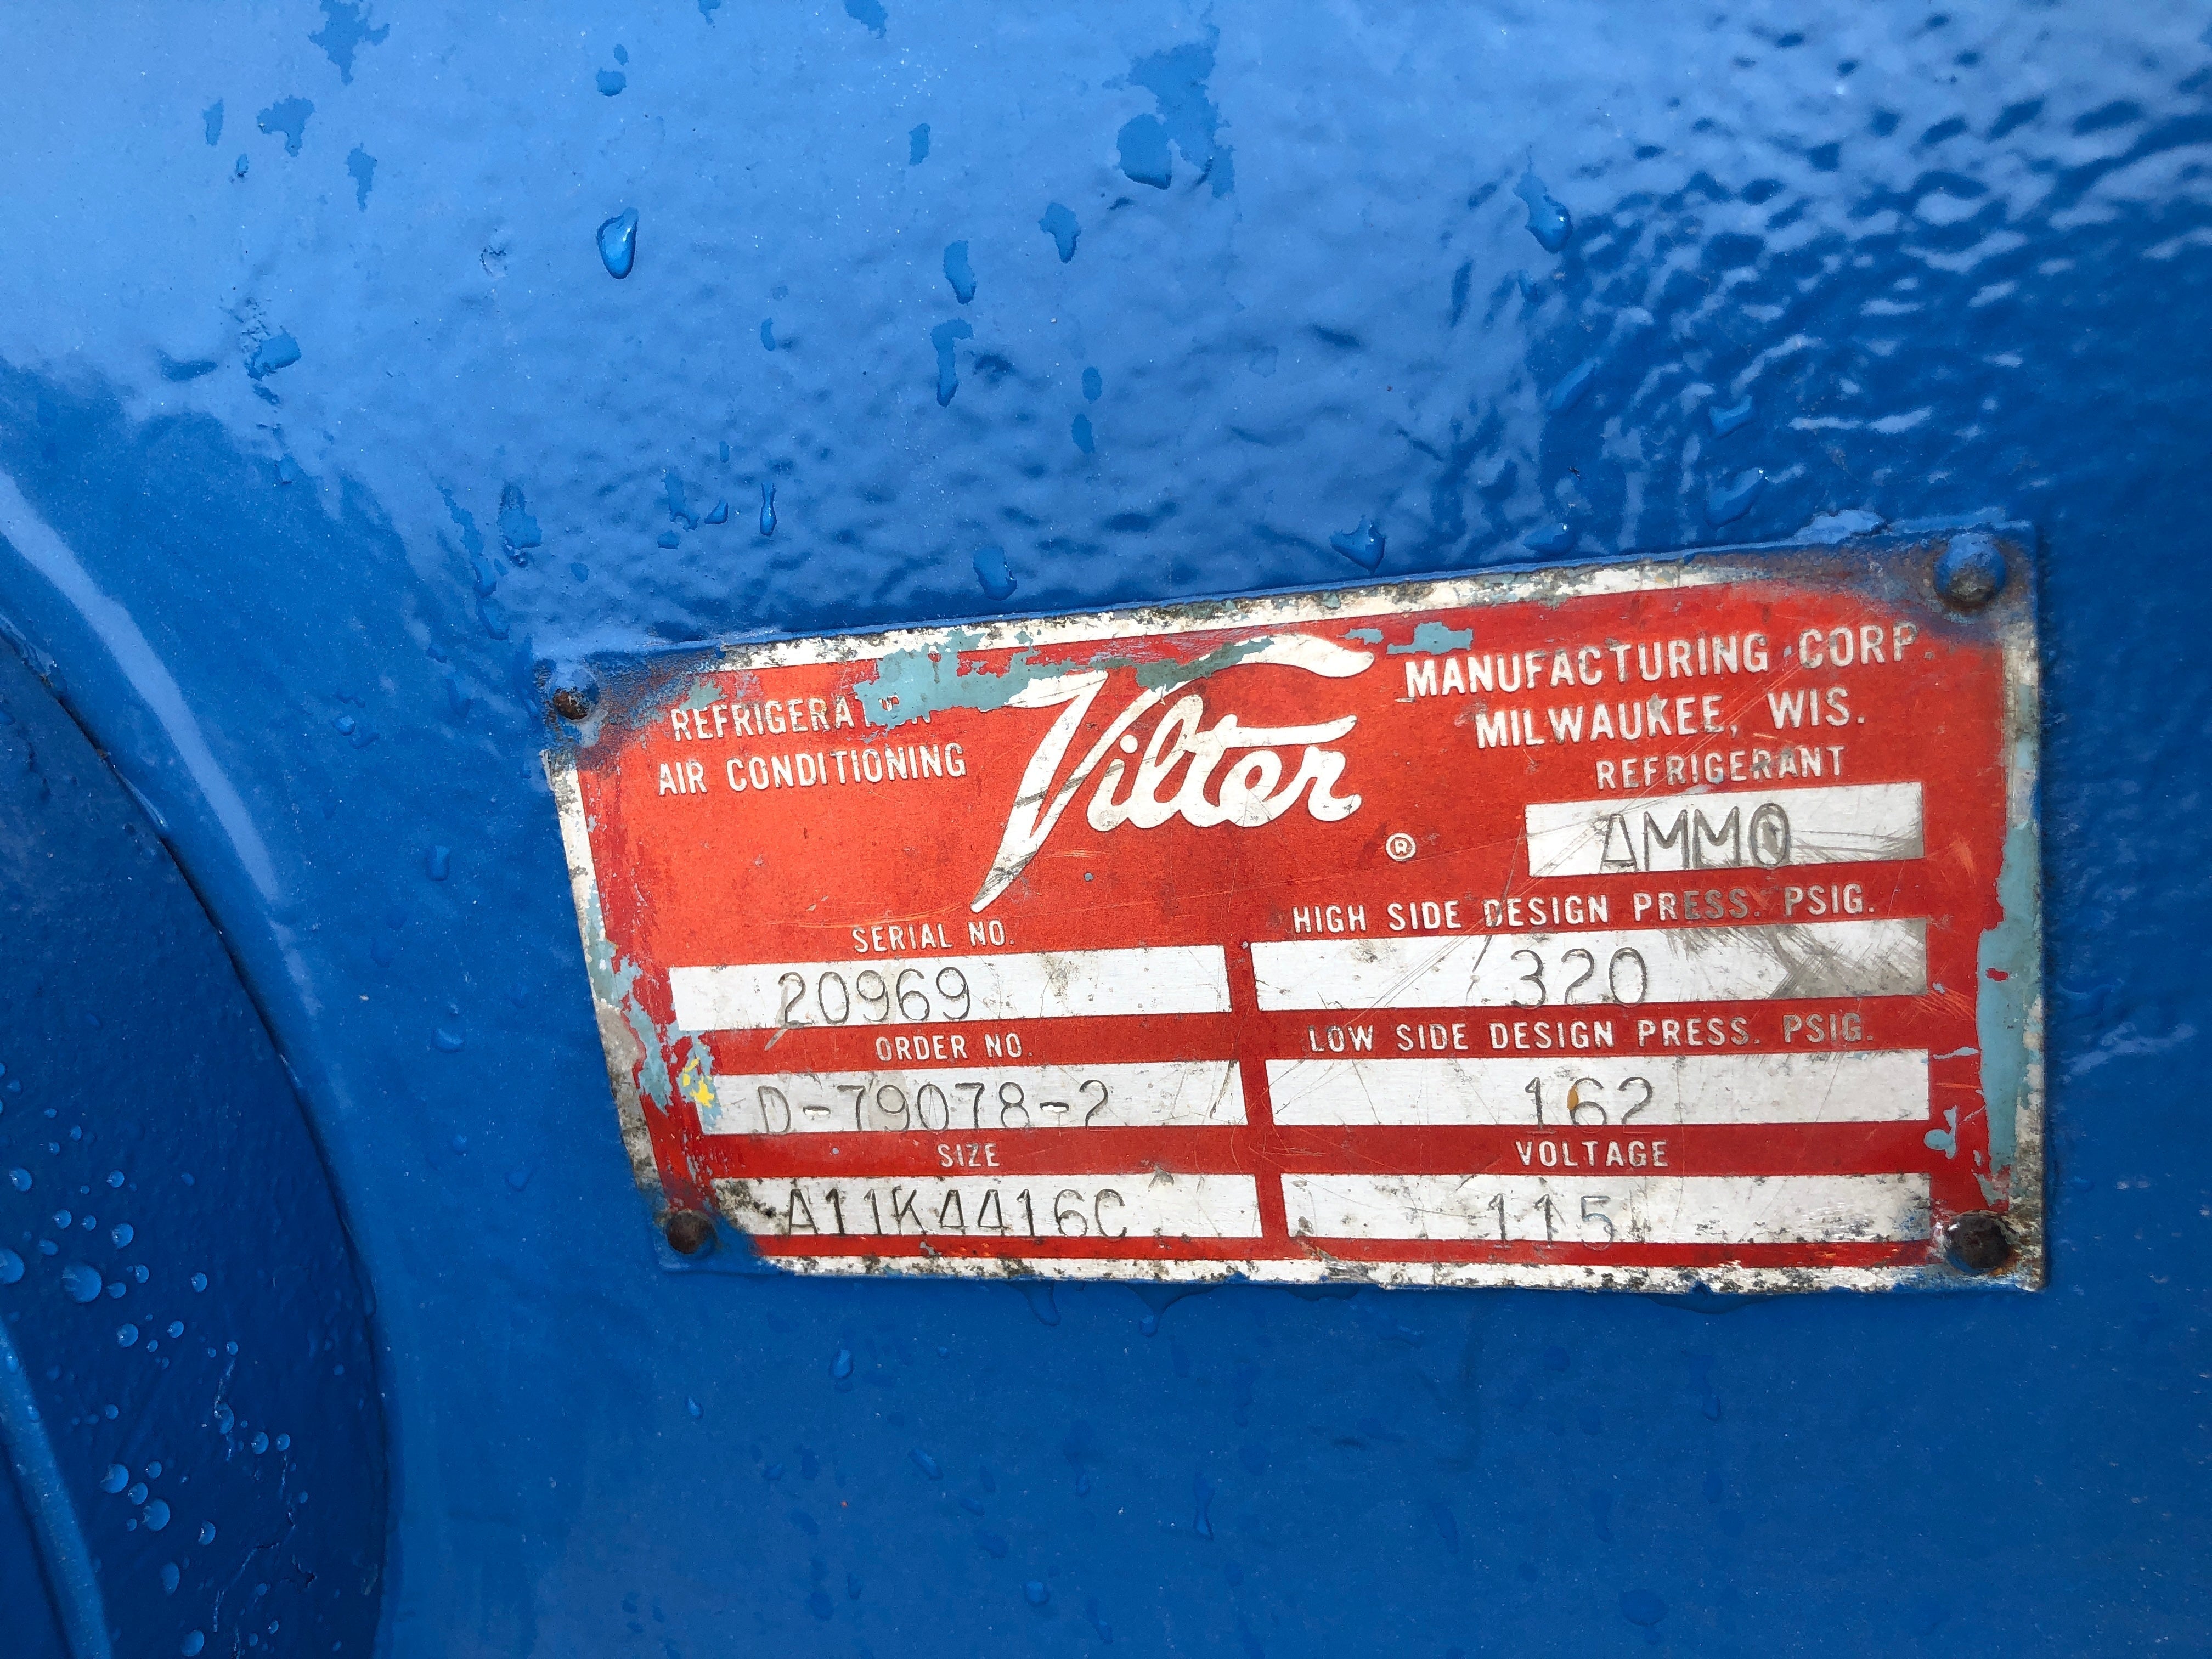 REFRIGERATION
AIR CONDITIONING
Vilter
®
MANUFACTURING CORP.
MILWAUKEE, WIS.
REFRIGERANT
AMMO
SERIAL NO.
20969
HIGH SIDE DESIGN PRESS. PSIG.
320
ORDER NO.
D-79078-2
LOW SIDE DESIGN PRESS. PSIG.
162
SIZE
A11K4416C
VOLTAGE
115